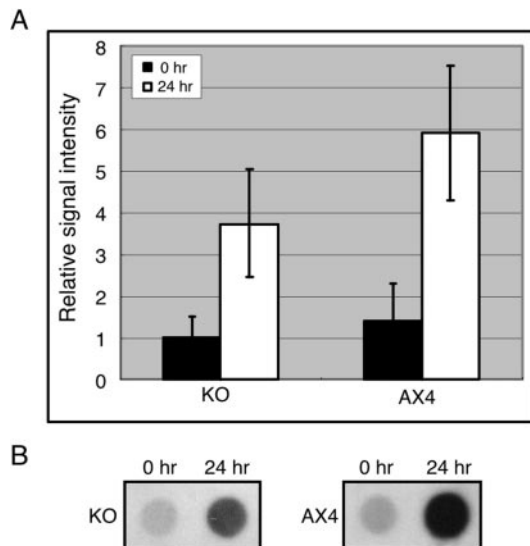 A
Relative signal intensity
8
7
6
5
4
3
2
1
0
0 hr
24 hr
KO AX4
B
0 hr 24 hr 0 hr 24 hr
KO AX4